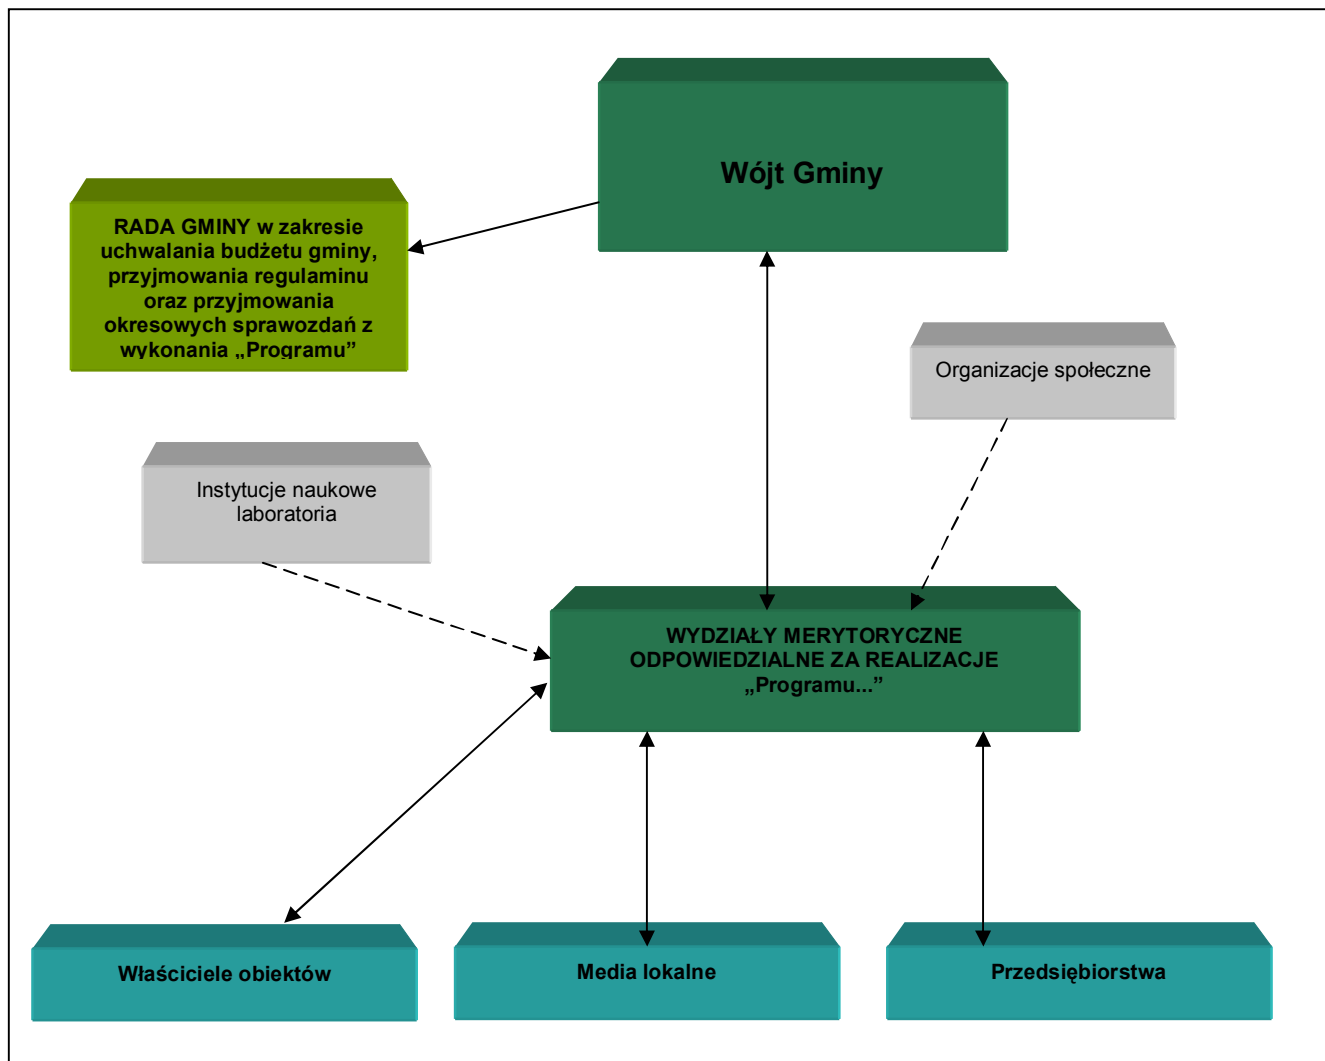 Wójt Gminy
RADA GMINY w zakresie
uchwalania budżetu gminy,
przyjmowania regulaminu
oraz przyjmowania
okresowych sprawozdań z
wykonania „Programu”
Organizacje społeczne
Instytucje naukowe
laboratoria
WYDZIAŁY MERYTORYCZNE
ODPOWIEDZIALNE ZA REALIZACJE
„Programu...”
Właściciele obiektów
Media lokalne
Przedsiębiorstwa